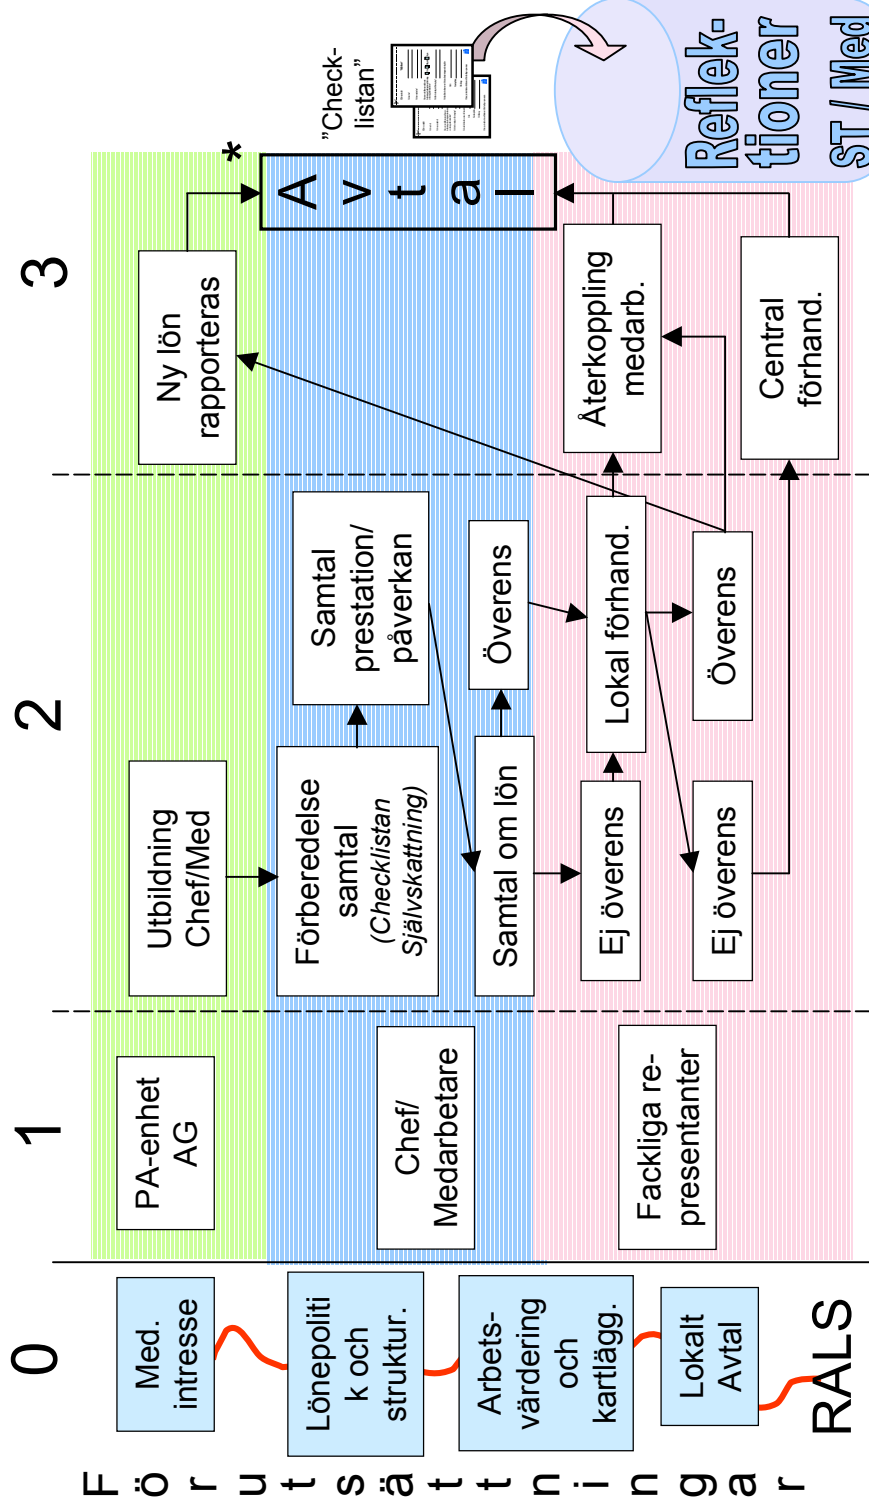 Förutsättningar
0
1
2
3
Med.
intresse
Lönepoliti
k och
struktur.
Arbets-
värdering
och
kartlägg.
Lokalt
Avtal
RALS
PA-enhet
AG
Chef/
Medarbetare
Fackliga re-
presentanter
Utbildning
Chef/Med
Förberedelse
samtal
(Checklistan
Självskattning)
Samtal
prestation/
påverkan
Samtal om lön
Överens
Ej överens
Lokal förhand.
Ej överens
Överens
Ny lön
rapporteras
Återkoppling
medarb.
Central
förhand.
*
Avtal
”Check-
listan”
Reflek-
tioner
ST / Med